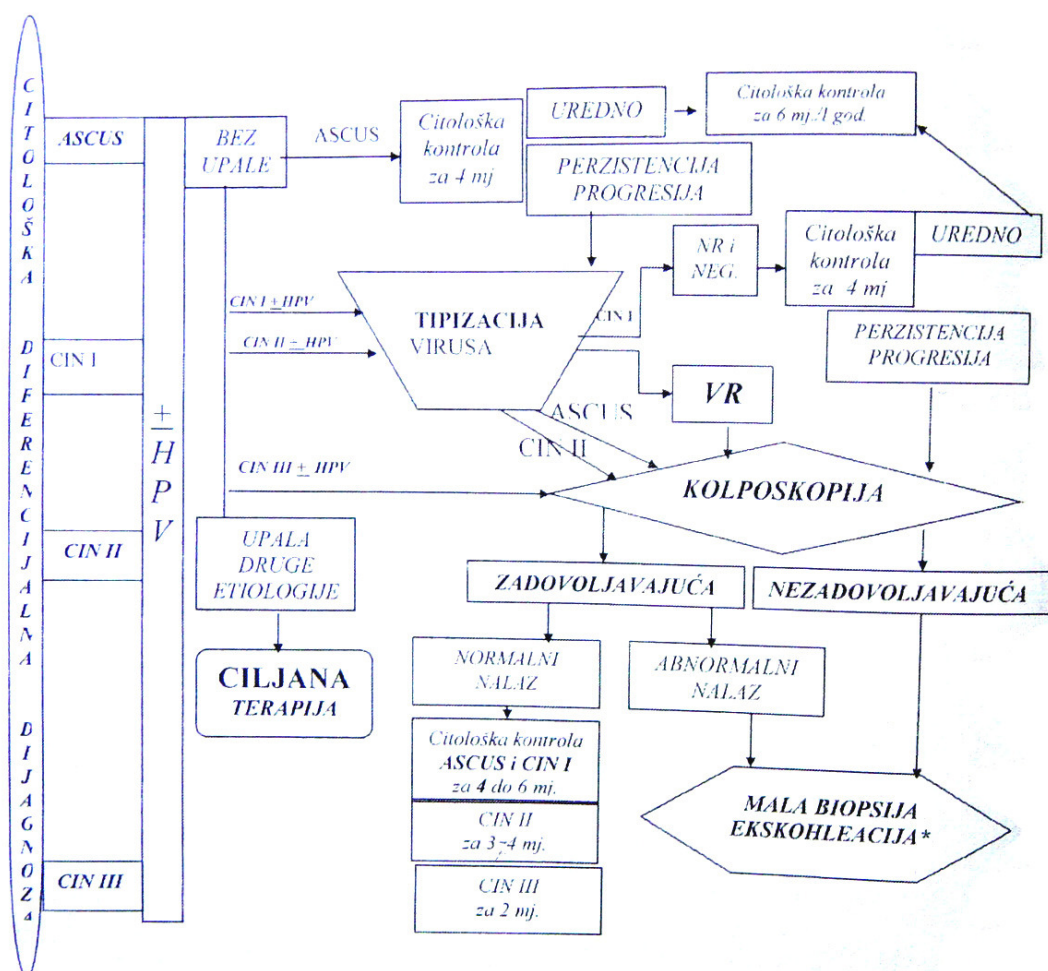 CITOLOŠKA DIFERENCIJALNA DIJAGNOZA
ASCUS
CIN I
CIN II
CIN III
+HPV
BEZ
UPALE
ASCUS
Citološka
kontrola
za 4 mj
UREDNO
Citološka kontrola
za 6 mj./1 god.
PERZISTENCIJA
PROGRESIJA
NR i
NEG.
Citološka
kontrola
za 4 mj
UREDNO
CIN I ±HPV
CIN II ±HPV
TIPIZACIJA
VIRUSA
CIN I
PERZISTENCIJA
PROGRESIJA
VR
ASCUS
CIN II
CIN III ± HPV
KOLPOSKOPIJA
UPALA
DRUGE
ETIOLOGIJE
CILJANA
TERAPIJA
ZADOVOLJAVAJUĆA
NEZADOVOLJAVAJUĆA
NORMALNI
NALAZ
ABNORMALNI
NALAZ
Citološka kontrola
ASCUS i CIN I
za 4 do 6 mj.
CIN II
za 3-4 mj.
CIN III
za 2 mj.
MALA BIOPSIJA
EKSKOHLEACIJA*